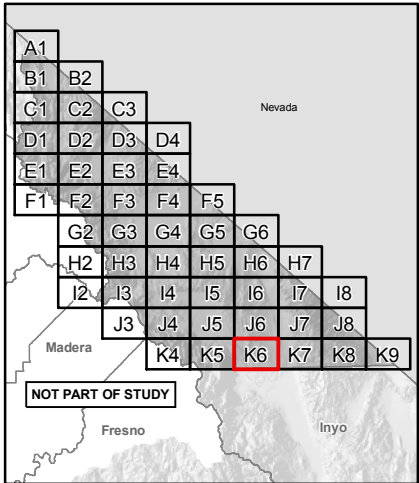 A1
B1 B2
Nevada
C1 C2 C3
D1 D2 D3 D4
E1 E2 E3 E4
F1 F2 F3 F4 F5
G2 G3 G4 G5 G6
H2 H3 H4 H5 H6 H7
I2 I3 I4 I5 I6 I7 I8
J3 J4 J5 J6 J7 J8
Madera
K4 K5 K6 K7 K8 K9
NOT PART OF STUDY
Fresno
Inyo